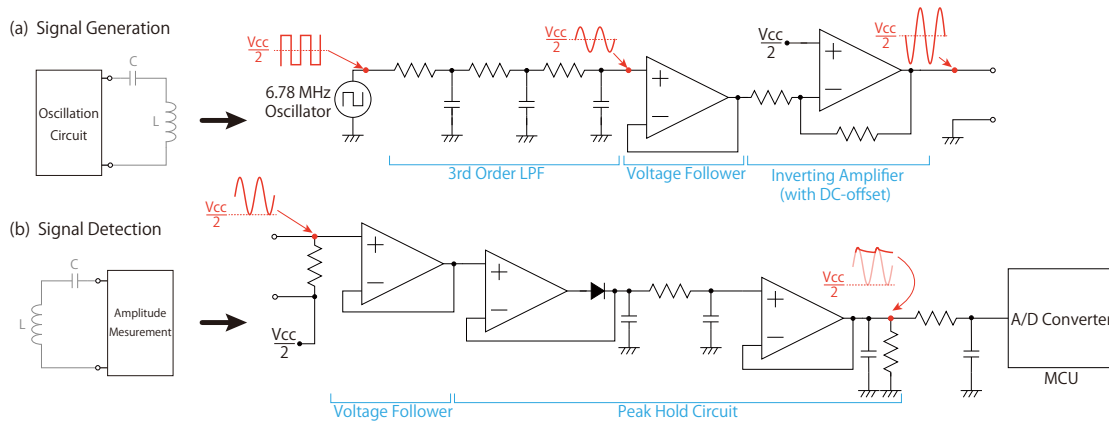 (a) Signal Generation
Oscillation
Circuit
C
L
Vcc
2
6.78 MHz
Oscillator
Vcc
2
+
−
Vcc
2
+
−
Vcc
2
3rd Order LPF
Voltage Follower
Inverting Amplifier
(with DC-offset)
(b) Signal Detection
C
L
Amplitude
Mesurement
Vcc
2
Vcc
2
+
−
+
−
+
−
Vcc
2
A/D Converter
MCU
Voltage Follower
Peak Hold Circuit